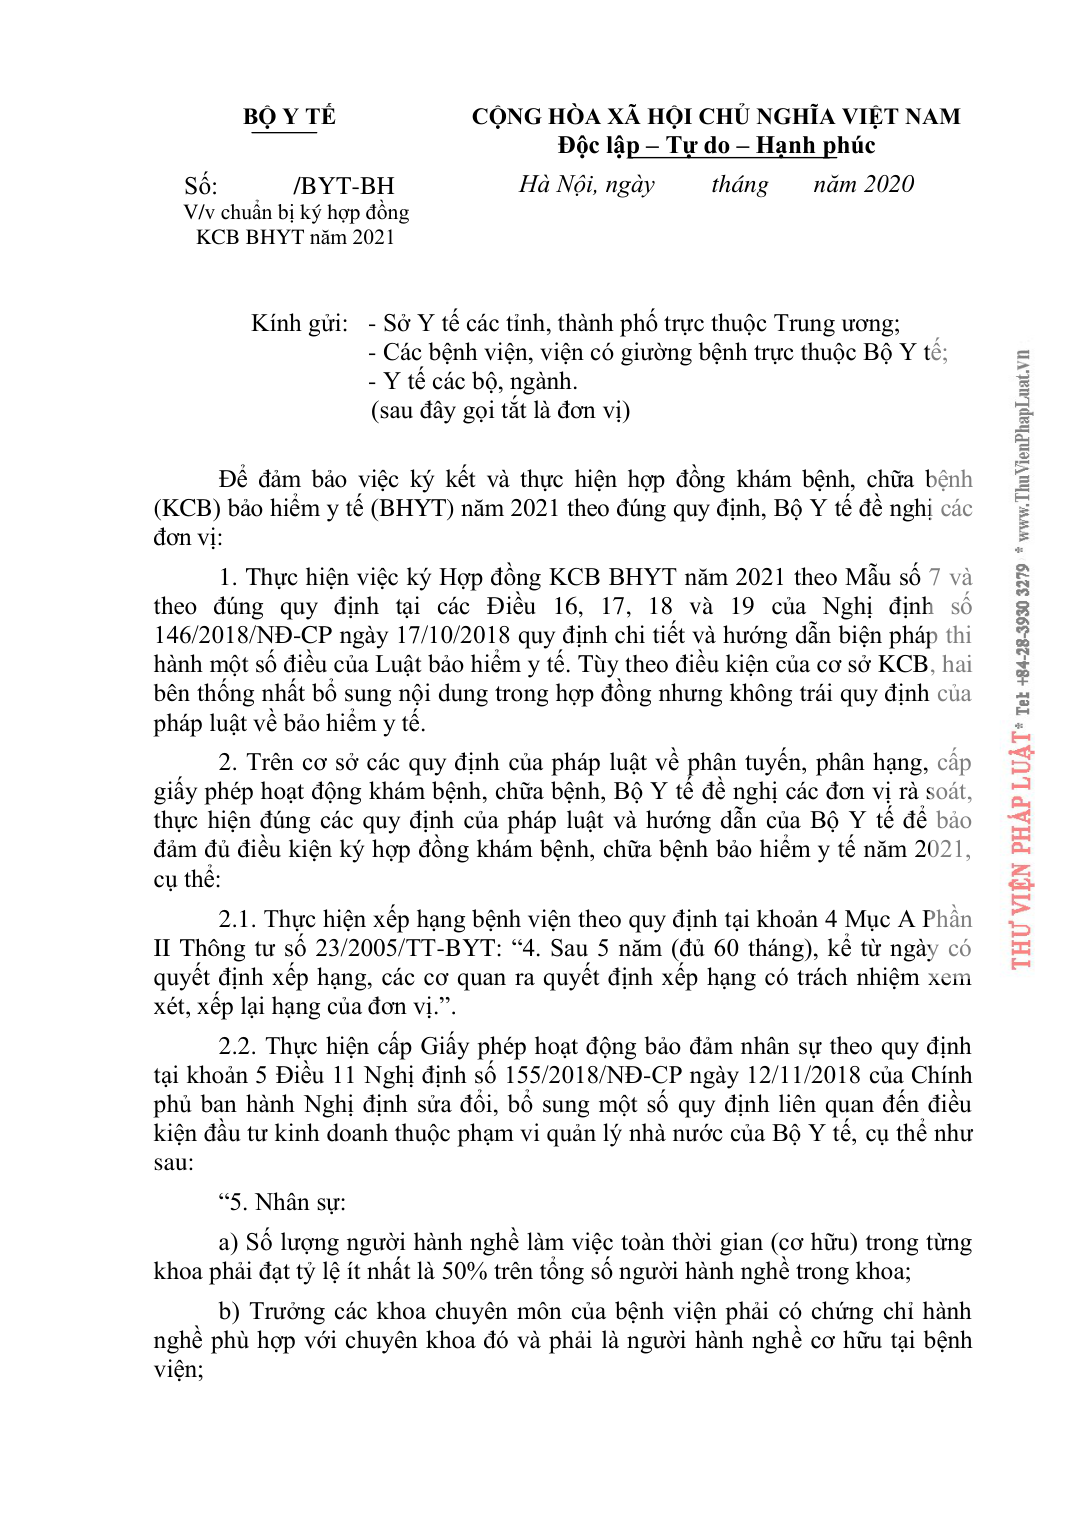 BỘ Y TẾ
CỘNG HÒA XÃ HỘI CHỦ NGHĨA VIỆT NAM
Độc lập – Tự do – Hạnh phúc
Số: /BYT-BH
Hà Nội, ngày tháng năm 2020
V/v chuẩn bị ký hợp đồng
KCB BHYT năm 2021
Kính gửi: - Sở Y tế các tỉnh, thành phố trực thuộc Trung ương;
- Các bệnh viện, viện có giường bệnh trực thuộc Bộ Y tế;
- Y tế các bộ, ngành.
(sau đây gọi tắt là đơn vị)
Để đảm bảo việc ký kết và thực hiện hợp đồng khám bệnh, chữa bệnh
(KCB) bảo hiểm y tế (BHYT) năm 2021 theo đúng quy định, Bộ Y tế đề nghị các
đơn vị:
1. Thực hiện việc ký Hợp đồng KCB BHYT năm 2021 theo Mẫu số 7 và
theo đúng quy định tại các Điều 16, 17, 18 và 19 của Nghị định số
146/2018/NĐ-CP ngày 17/10/2018 quy định chi tiết và hướng dẫn biện pháp thi
hành một số điều của Luật bảo hiểm y tế. Tùy theo điều kiện của cơ sở KCB, hai
bên thống nhất bổ sung nội dung trong hợp đồng nhưng không trái quy định của
pháp luật về bảo hiểm y tế.
2. Trên cơ sở các quy định của pháp luật về phân tuyến, phân hạng, cấp
giấy phép hoạt động khám bệnh, chữa bệnh, Bộ Y tế đề nghị các đơn vị rà soát,
thực hiện đúng các quy định của pháp luật và hướng dẫn của Bộ Y tế để bảo
đảm đủ điều kiện ký hợp đồng khám bệnh, chữa bệnh bảo hiểm y tế năm 2021,
cụ thể:
2.1. Thực hiện xếp hạng bệnh viện theo quy định tại khoản 4 Mục A Phần
II Thông tư số 23/2005/TT-BYT: “4. Sau 5 năm (đủ 60 tháng), kể từ ngày có
quyết định xếp hạng, các cơ quan ra quyết định xếp hạng có trách nhiệm xem
xét, xếp lại hạng của đơn vị.”.
2.2. Thực hiện cấp Giấy phép hoạt động bảo đảm nhân sự theo quy định
tại khoản 5 Điều 11 Nghị định số 155/2018/NĐ-CP ngày 12/11/2018 của Chính
phủ ban hành Nghị định sửa đổi, bổ sung một số quy định liên quan đến điều
kiện đầu tư kinh doanh thuộc phạm vi quản lý nhà nước của Bộ Y tế, cụ thể như
sau:
“5. Nhân sự:
a) Số lượng người hành nghề làm việc toàn thời gian (cơ hữu) trong từng
khoa phải đạt tỷ lệ ít nhất là 50% trên tổng số người hành nghề trong khoa;
b) Trưởng các khoa chuyên môn của bệnh viện phải có chứng chỉ hành
nghề phù hợp với chuyên khoa đó và phải là người hành nghề cơ hữu tại bệnh
viện;
THƯ VIỆN PHÁP LUẬT * Tel: +84-28-3930 3279 * www.ThuVienPhapLuat.vn